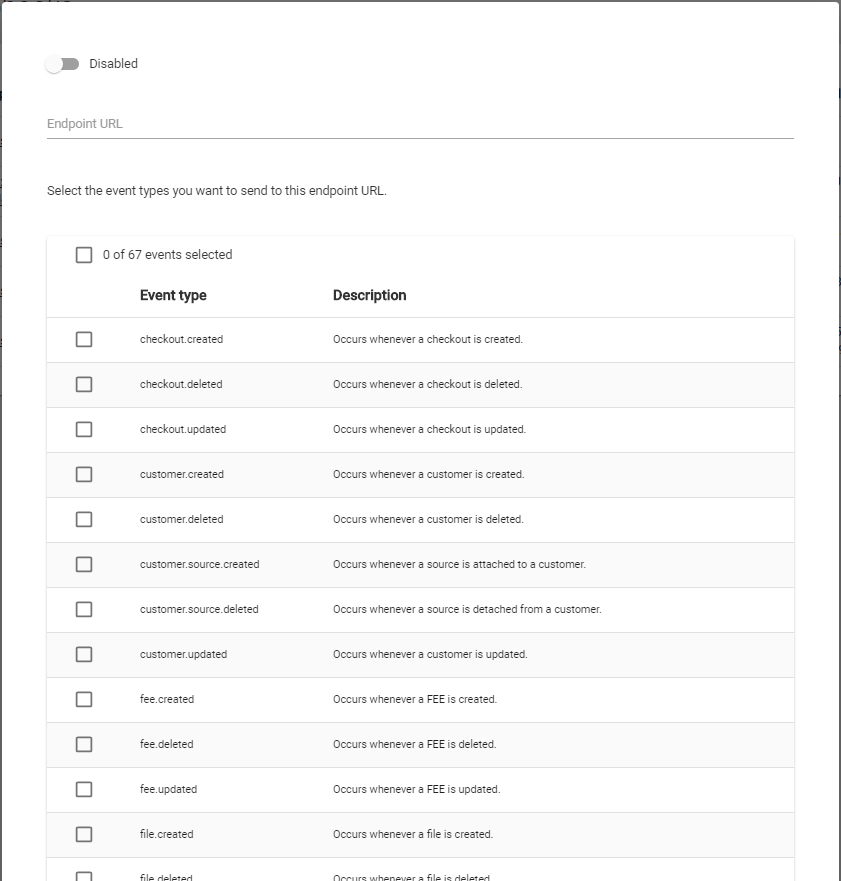 Disabled
Endpoint URL
Select the event types you want to send to this endpoint URL.
0 of 67 events selected
Event type Description
checkout.created Occurs whenever a checkout is created.
checkout.deleted Occurs whenever a checkout is deleted.
checkout.updated Occurs whenever a checkout is updated.
customer.created Occurs whenever a customer is created.
customer.deleted Occurs whenever a customer is deleted.
customer.source.created Occurs whenever a source is attached to a customer.
customer.source.deleted Occurs whenever a source is detached from a customer.
customer.updated Occurs whenever a customer is updated.
fee.created Occurs whenever a FEE is created.
fee.deleted Occurs whenever a FEE is deleted.
fee.updated Occurs whenever a FEE is updated.
file.created Occurs whenever a file is created.
file.deleted Occurs whenever a file is deleted.